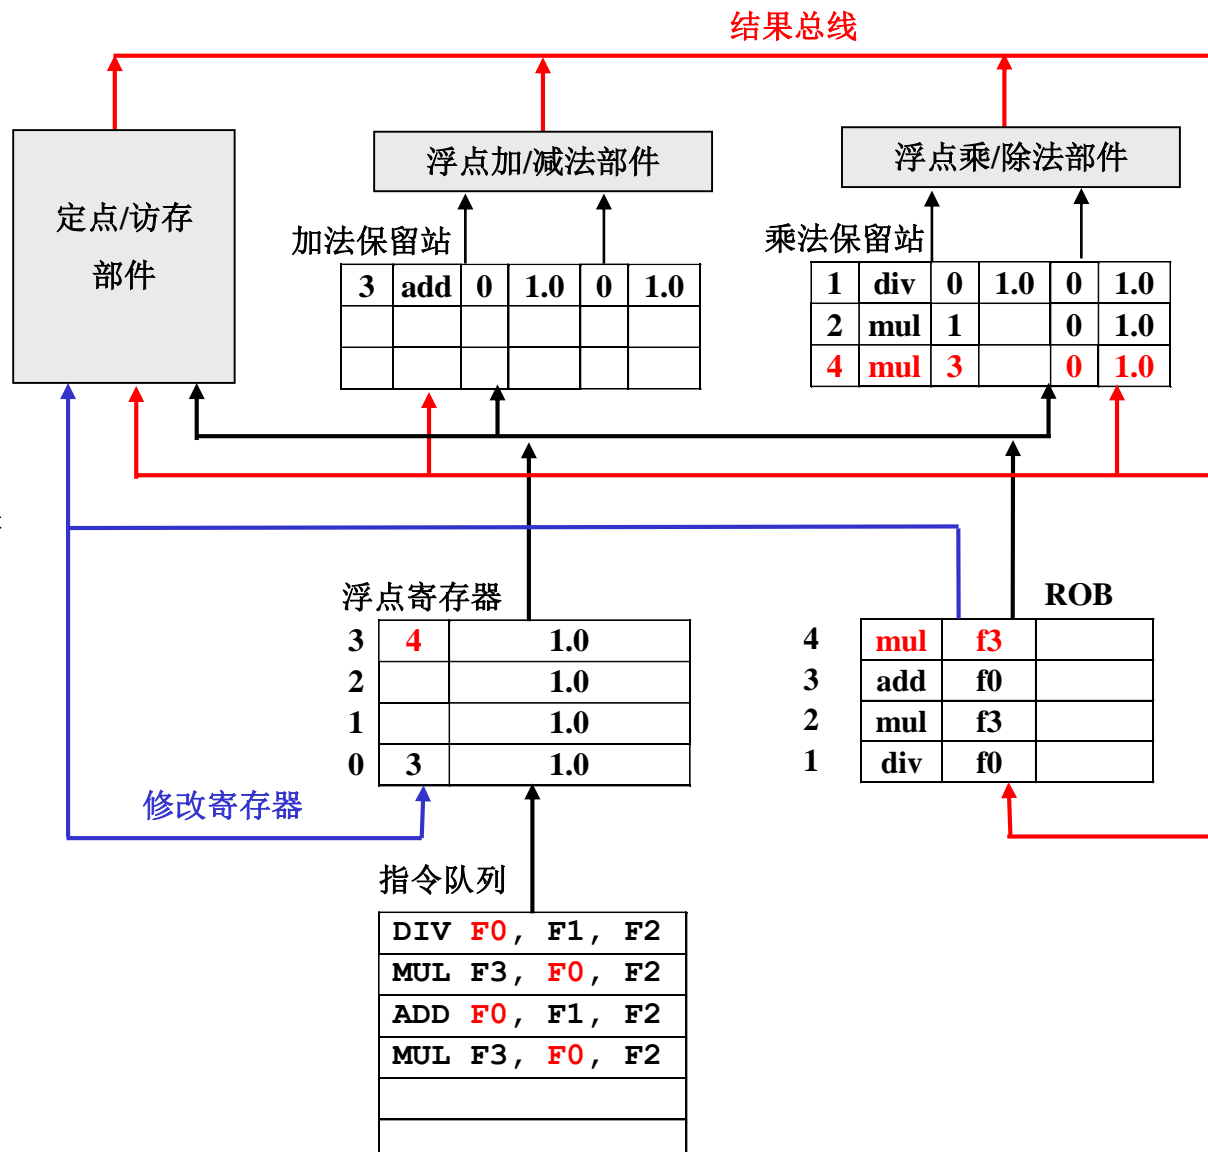 结果总线
定点/访存
部件
浮点加/减法部件
浮点乘/除法部件
加法保留站
3 add 0 1.0 0 1.0
乘法保留站
1 div 0 1.0 0 1.0
2 mul 1 0 1.0
4 mul 3 0 1.0
浮点寄存器
3 4 1.0
2 1.0
1 1.0
0 3 1.0
ROB
4 mul f3
3 add f0
2 mul f3
1 div f0
修改寄存器
指令队列
DIV F0, F1, F2
MUL F3, F0, F2
ADD F0, F1, F2
MUL F3, F0, F2